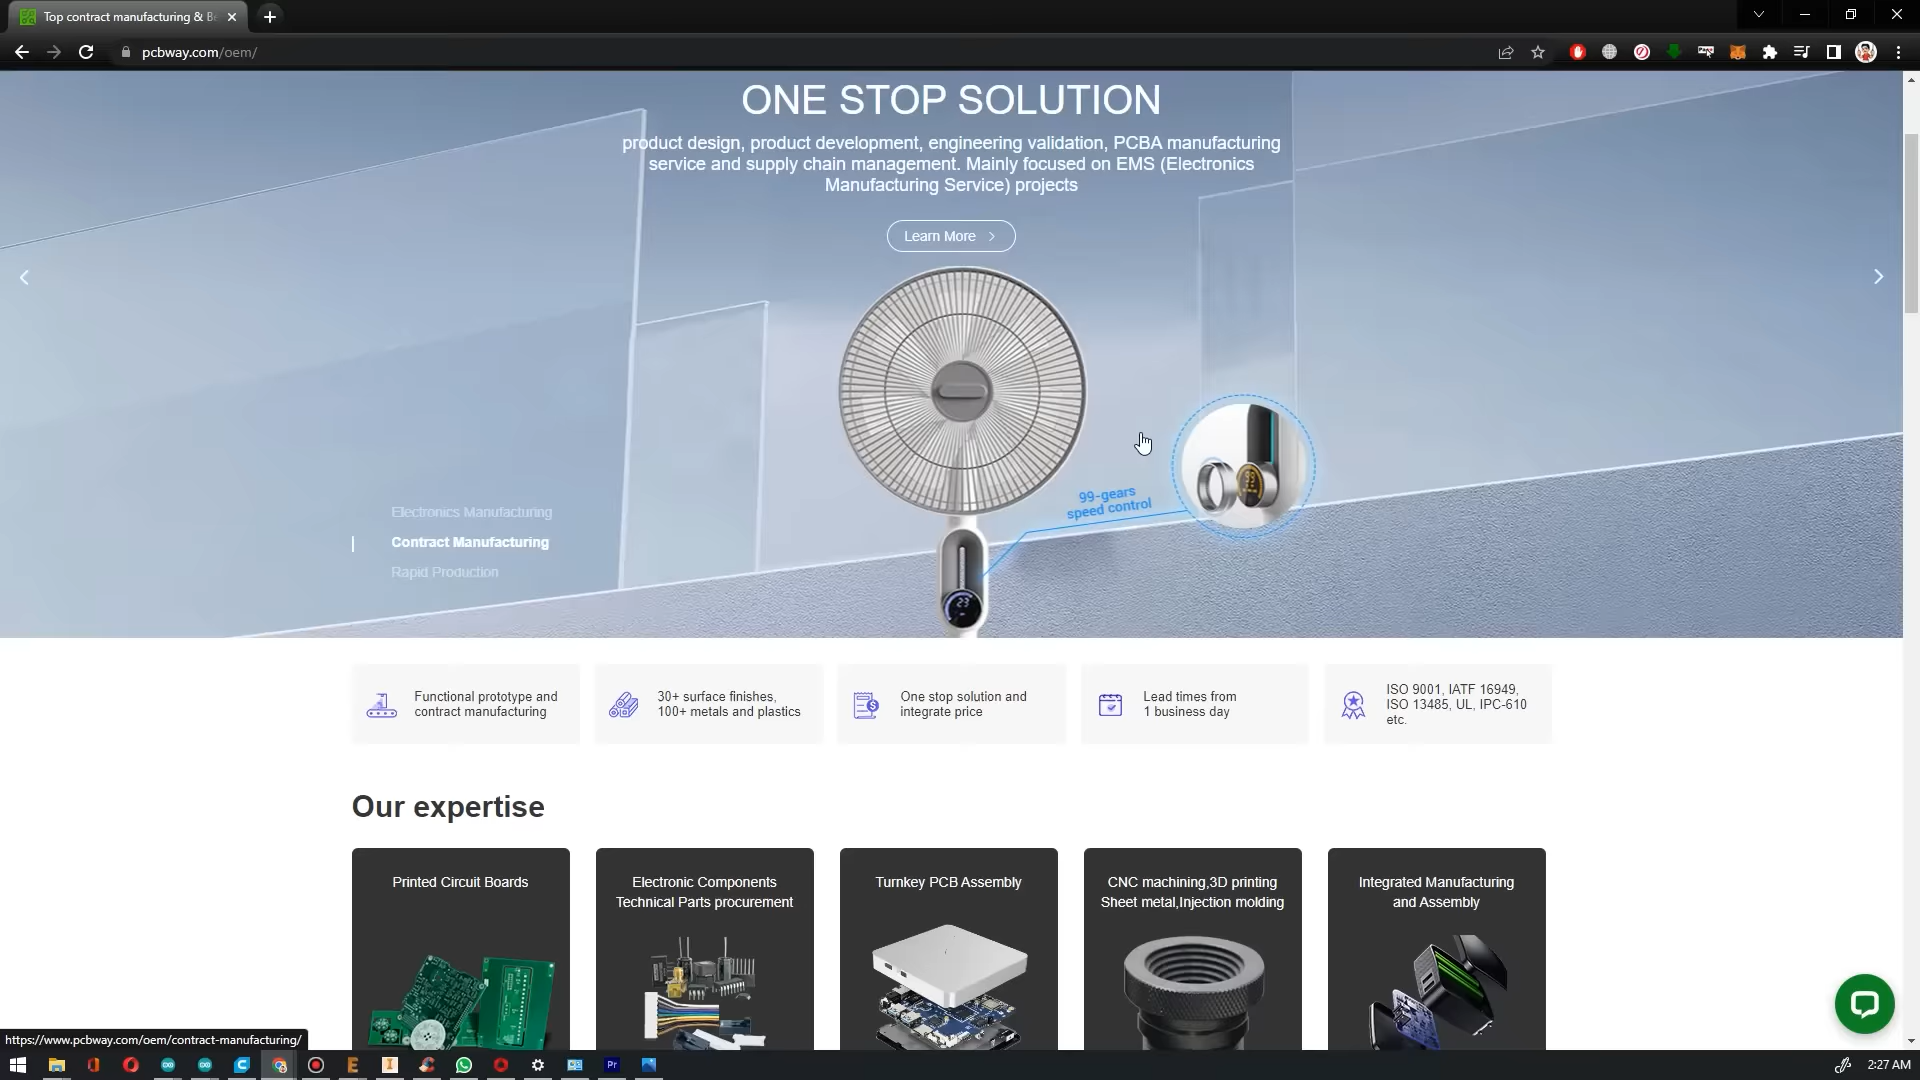 Top contract manufacturing & Be
pcbway.com/oem/
ONE STOP SOLUTION
product design, product development, engineering validation, PCBA manufacturing
service and supply chain management. Mainly focused on EMS (Electronics
Manufacturing Service) projects
Learn More
99-gears
speed control
23
Electronics Manufacturing
Contract Manufacturing
Rapid Production
Functional prototype and
contract manufacturing
30+ surface finishes,
100+ metals and plastics
One stop solution and
integrate price
Lead times from
1 business day
ISO 9001, IATF 16949,
ISO 13485, UL, IPC-610
etc.
Our expertise
Printed Circuit Boards
Electronic Components
Technical Parts procurement
Turnkey PCB Assembly
CNC machining,3D printing
Sheet metal,Injection molding
Integrated Manufacturing
and Assembly
https://www.pcbway.com/oem/contract-manufacturing/
Pr
2:27 AM